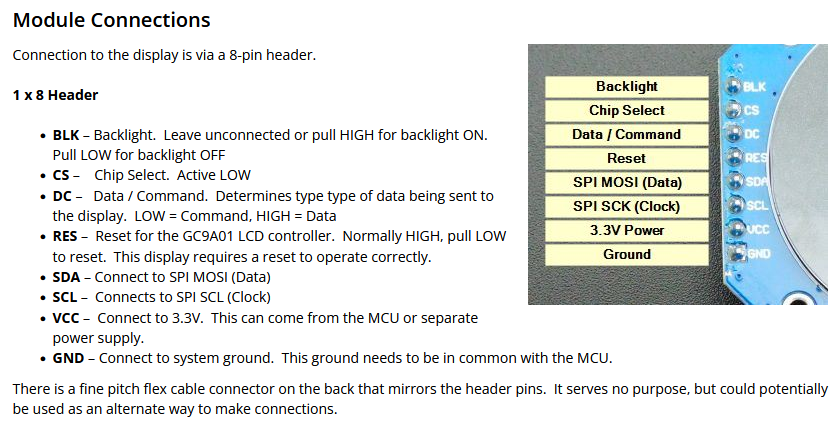 Module Connections
Connection to the display is via a 8-pin header.
1 x 8 Header
• BLK – Backlight.  Leave unconnected or pull HIGH for backlight ON.
Pull LOW for backlight OFF
• CS –   Chip Select.  Active LOW
• DC –  Data / Command.  Determines type type of data being sent to
the display.  LOW = Command, HIGH = Data
• RES –  Reset for the GC9A01 LCD controller.  Normally HIGH, pull LOW
to reset.  This display requires a reset to operate correctly.
• SDA – Connect to SPI MOSI (Data)
• SCL –  Connects to SPI SCL (Clock)
• VCC –  Connect to 3.3V.  This can come from the MCU or separate
power supply.
• GND – Connect to system ground.  This ground needs to be in common with the MCU.
Backlight BLK
Chip Select CS
Data / Command DC
Reset RES
SPI MOSI (Data) SDA
SPI SCK (Clock) SCL
3.3V Power VCC
Ground GND
There is a fine pitch flex cable connector on the back that mirrors the header pins.  It serves no purpose, but could potentially
be used as an alternate way to make connections.